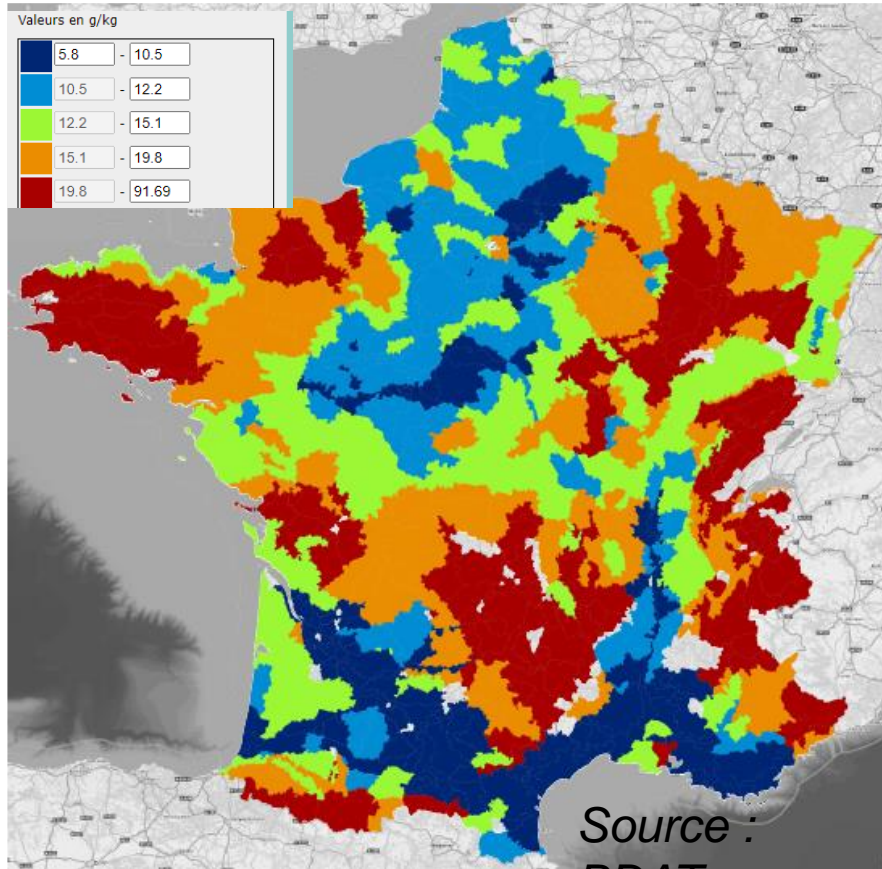 Valeurs en g/kg
5.8 - 10.5
10.5 - 12.2
12.2 - 15.1
15.1 - 19.8
19.8 - 91.69
Source :